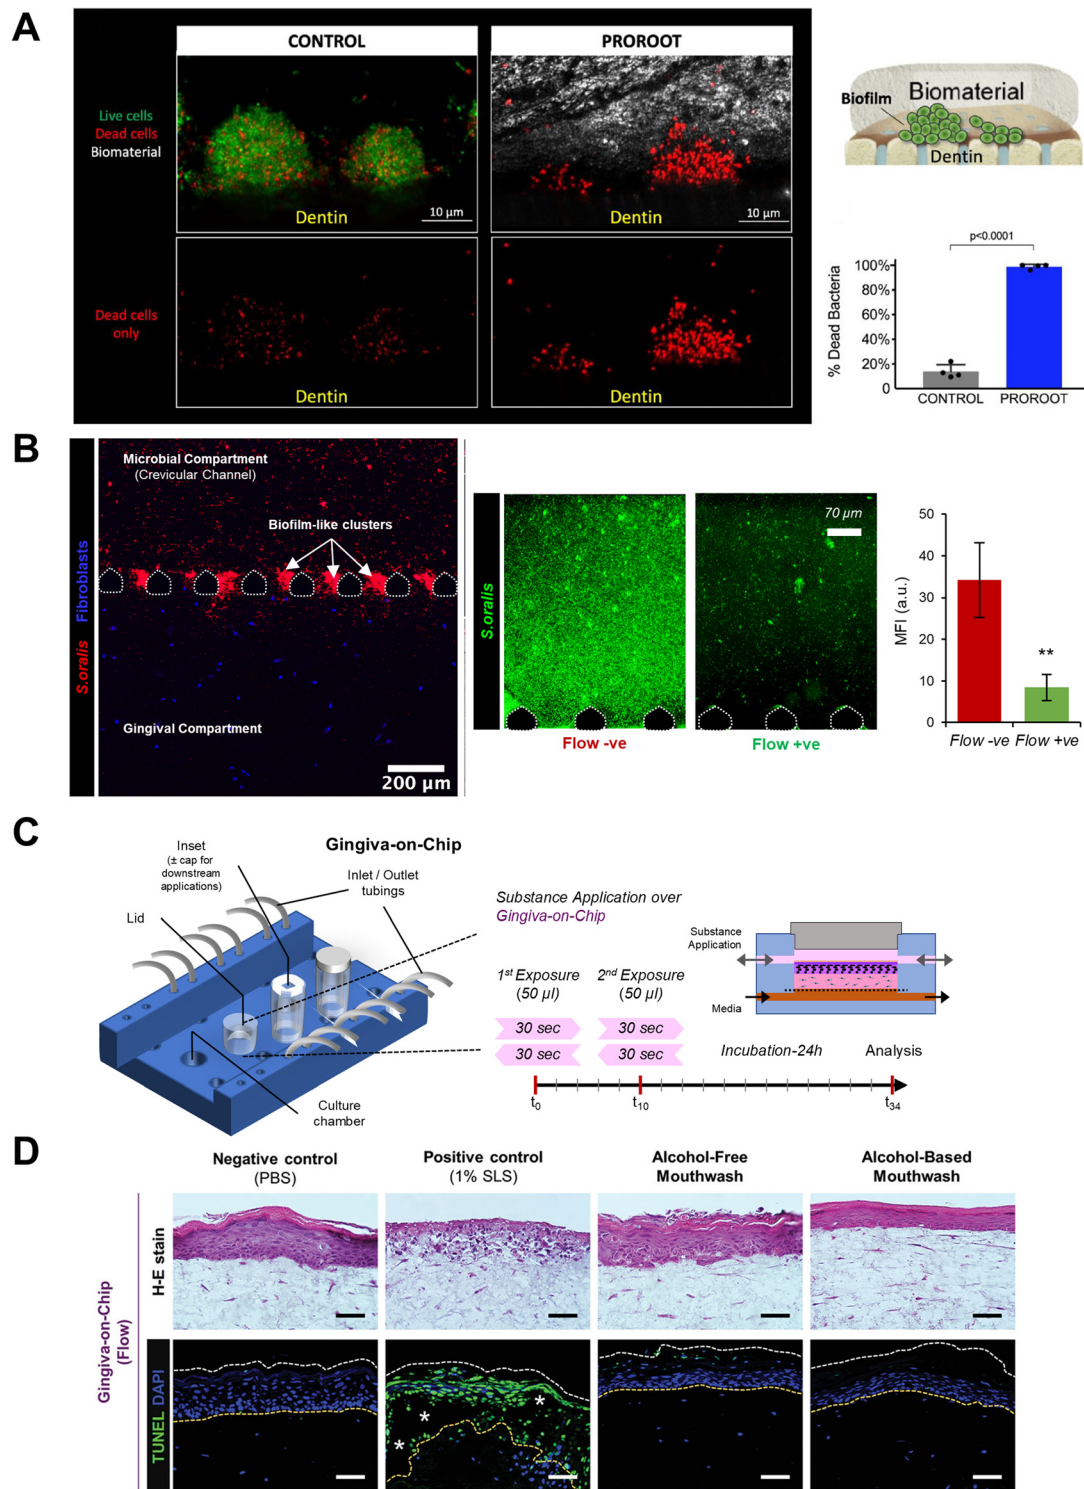 A
CONTROL
PROROOT
Live cells
Dead cells
Biomaterial
Dentin
10 µm
Dentin
10 µm
Dead cells
only
Dentin
Dentin
Biomaterial
Biofilm
Dentin
p<0.0001
% Dead Bacteria
100%
80%
60%
40%
20%
0
CONTROL
PROROOT
B
S.oralis Fibroblasts
Microbial Compartment
(Crevicular Channel)
Biofilm-like clusters
Gingival Compartment
200 µm
S.oralis
70 µm
Flow -ve
Flow +ve
MFI (a.u.)
50
40
30
20
10
0
**
Flow -ve
Flow +ve
C
Gingiva-on-Chip
Inset
(± cap for
downstream
applications)
Inlet / Outlet
tubings
Lid
Culture
chamber
Substance Application over
Gingiva-on-Chip
1st Exposure
(50 µl)
2nd Exposure
(50 µl)
30 sec
30 sec
30 sec
30 sec
Substance
Application
Media
Incubation-24h
Analysis
t0
t10
t34
D
Negative control
(PBS)
Positive control
(1% SLS)
Alcohol-Free
Mouthwash
Alcohol-Based
Mouthwash
Gingiva-on-Chip
(Flow)
H-E stain
TUNEL DAPI
*
*
*